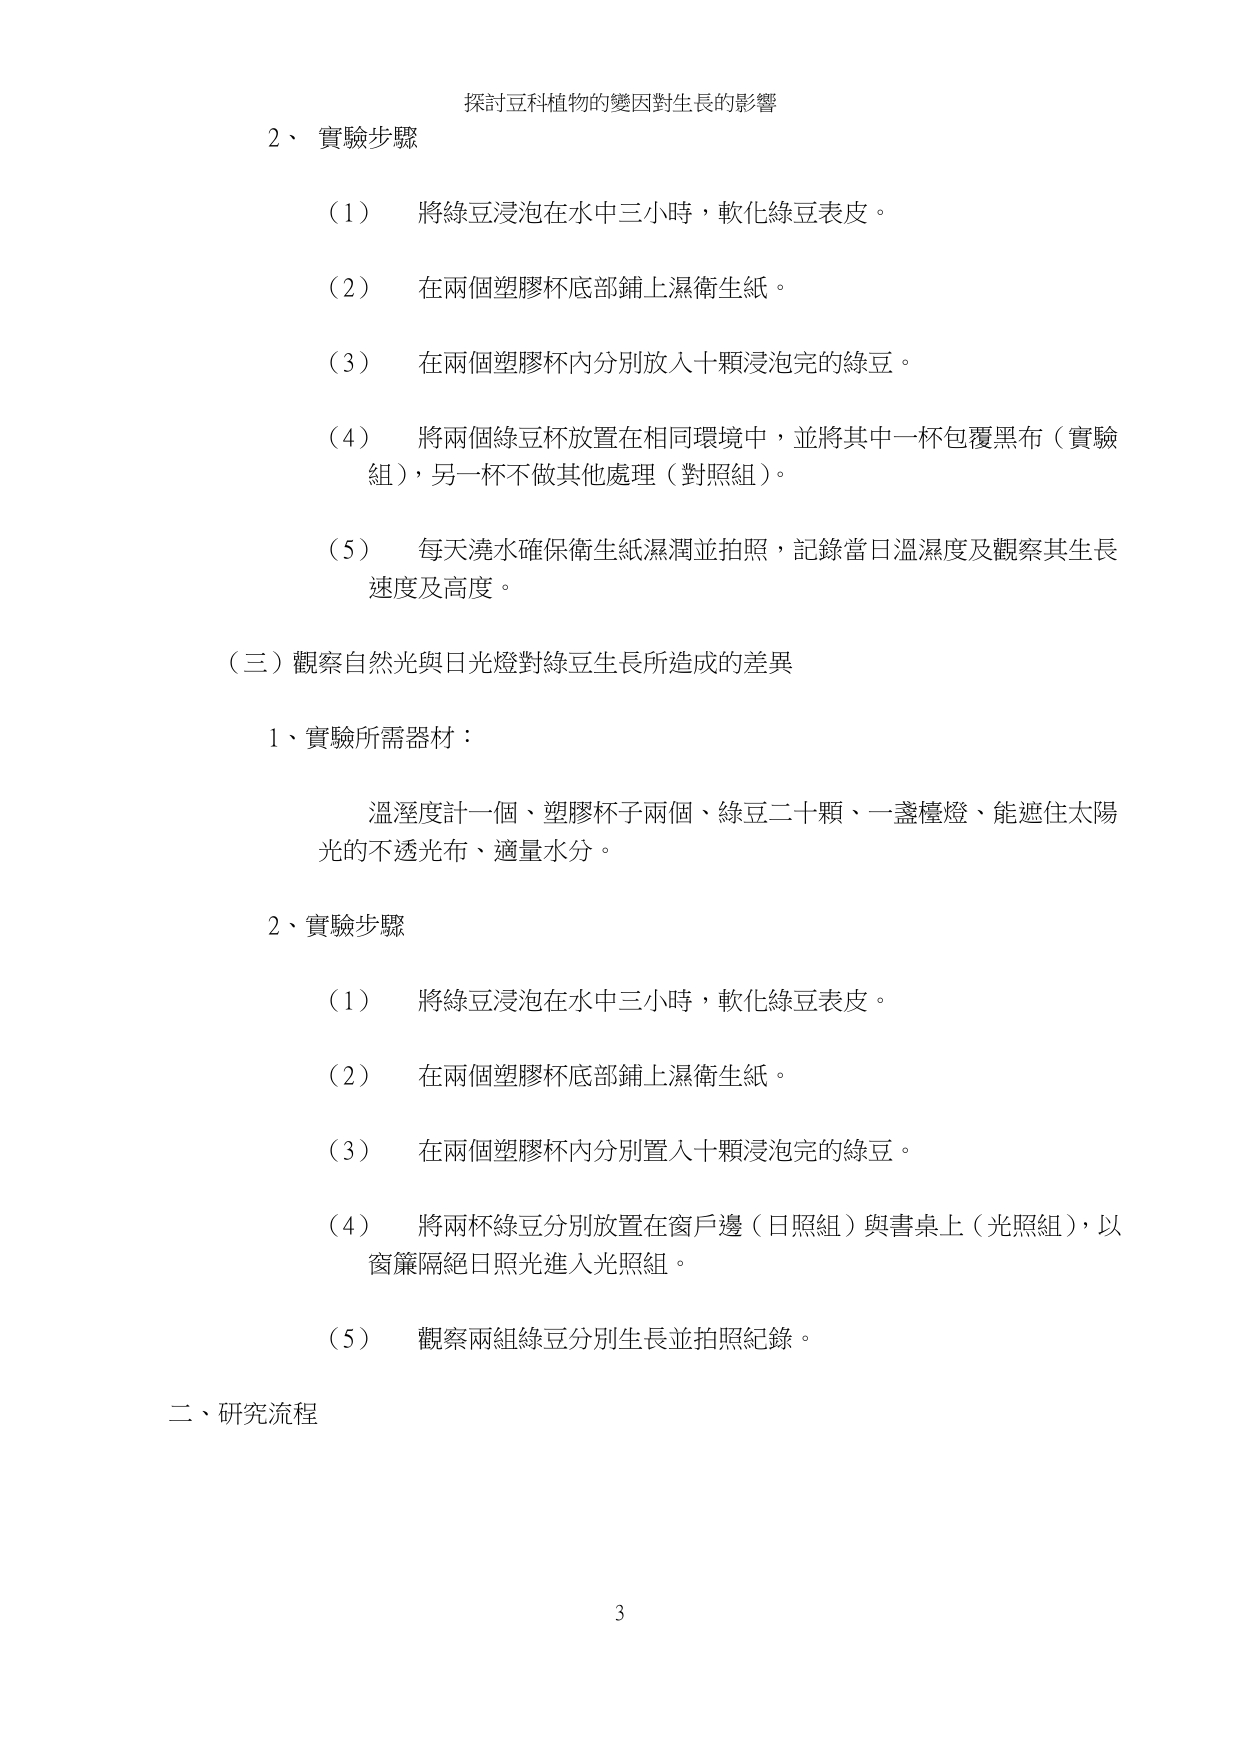 探討豆科植物的變因對生長的影響
2、 實驗步驟
（1） 將綠豆浸泡在水中三小時，軟化綠豆表皮。
（2） 在兩個塑膠杯底部鋪上濕衛生紙。
（3） 在兩個塑膠杯內分別放入十顆浸泡完的綠豆。
（4） 將兩個綠豆杯放置在相同環境中，並將其中一杯包覆黑布（實驗
組），另一杯不做其他處理（對照組）。
（5） 每天澆水確保衛生紙濕潤並拍照，記錄當日溫濕度及觀察其生長
速度及高度。
（三）觀察自然光與日光燈對綠豆生長所造成的差異
1、實驗所需器材：
溫溼度計一個、塑膠杯子兩個、綠豆二十顆、一盞檯燈、能遮住太陽
光的不透光布、適量水分。
2、實驗步驟
（1） 將綠豆浸泡在水中三小時，軟化綠豆表皮。
（2） 在兩個塑膠杯底部鋪上濕衛生紙。
（3） 在兩個塑膠杯內分別置入十顆浸泡完的綠豆。
（4） 將兩杯綠豆分別放置在窗戶邊（日照組）與書桌上（光照組），以
窗簾隔絕日照光進入光照組。
（5） 觀察兩組綠豆分別生長並拍照紀錄。
二、研究流程
3